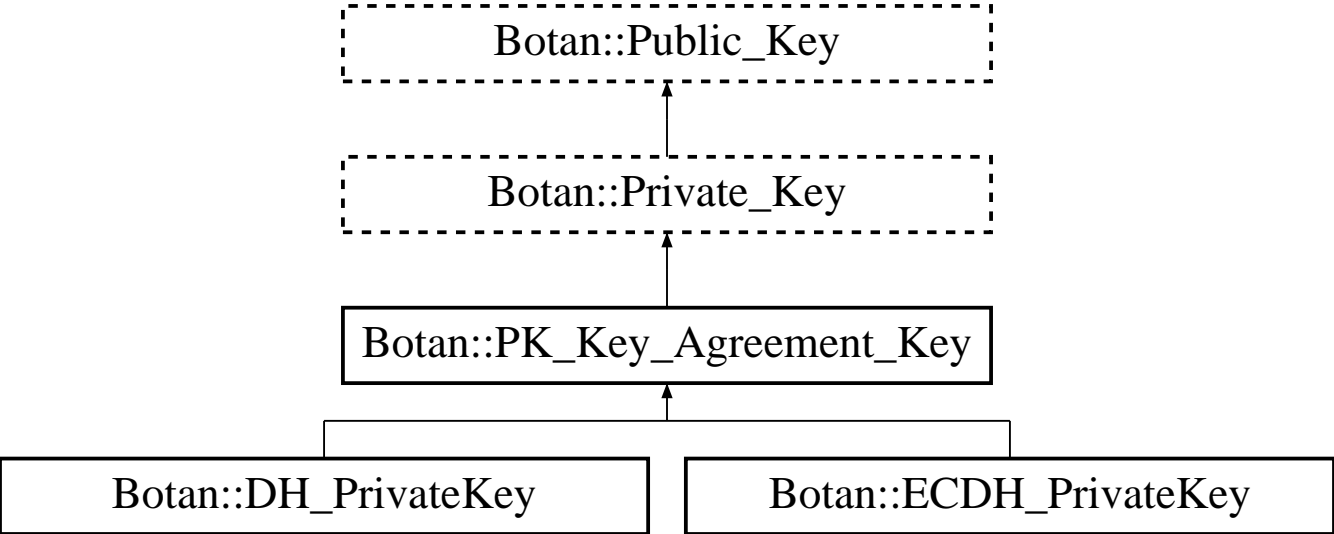 Botan::Public_Key
Botan::Private_Key
Botan::PK_Key_Agreement_Key
Botan::DH_PrivateKey
Botan::ECDH_PrivateKey